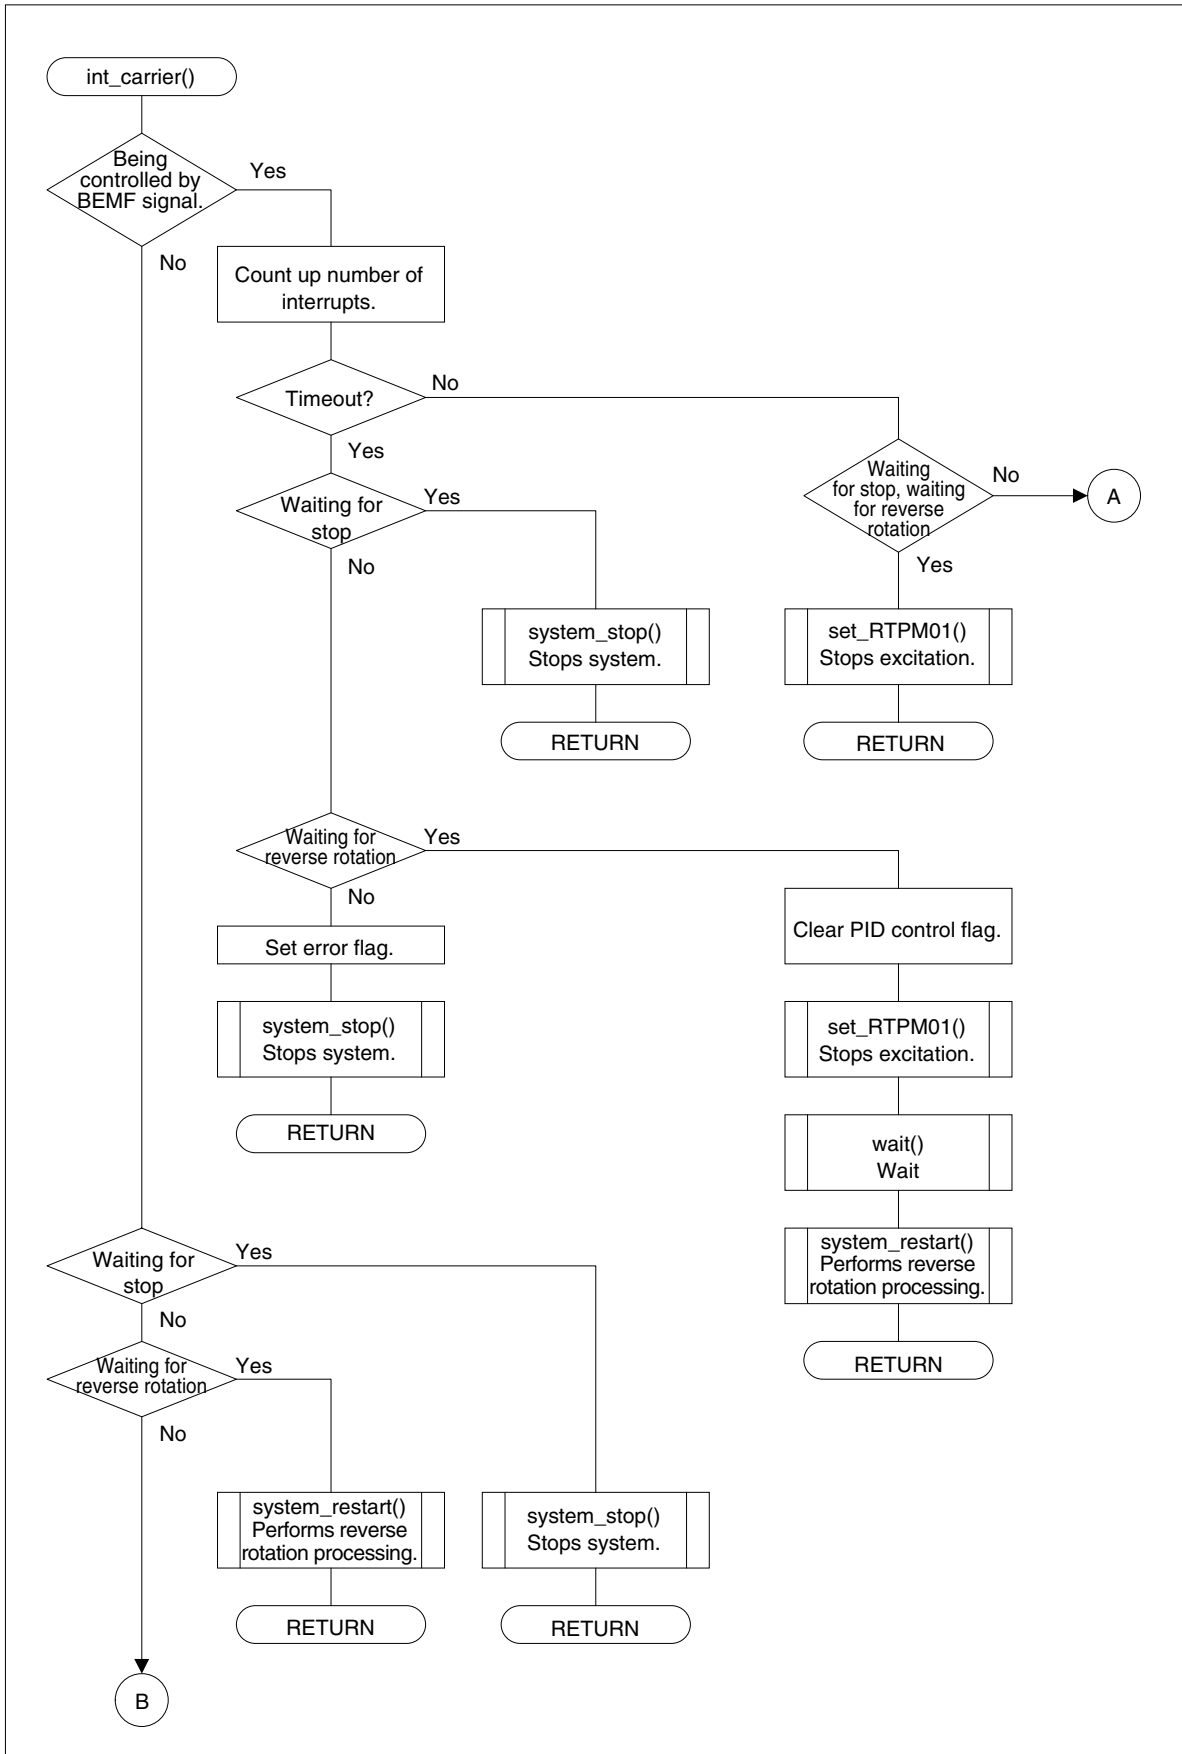 int_carrier()
Being
controlled by
BEMF signal.
Yes
No
Count up number of
interrupts.
Timeout?
No
Yes
Waiting
for stop, waiting
for reverse
rotation
No
A
Yes
Waiting for
stop
Yes
No
system_stop()
Stops system.
set_RTPM01()
Stops excitation.
RETURN
RETURN
Waiting for
reverse rotation
Yes
No
Clear PID control flag.
Set error flag.
system_stop()
Stops system.
set_RTPM01()
Stops excitation.
RETURN
wait()
Wait
system_restart()
Performs reverse
rotation processing.
RETURN
Waiting for
stop
Yes
No
Waiting for
reverse rotation
Yes
No
system_restart()
Performs reverse
rotation processing.
system_stop()
Stops system.
RETURN
RETURN
B